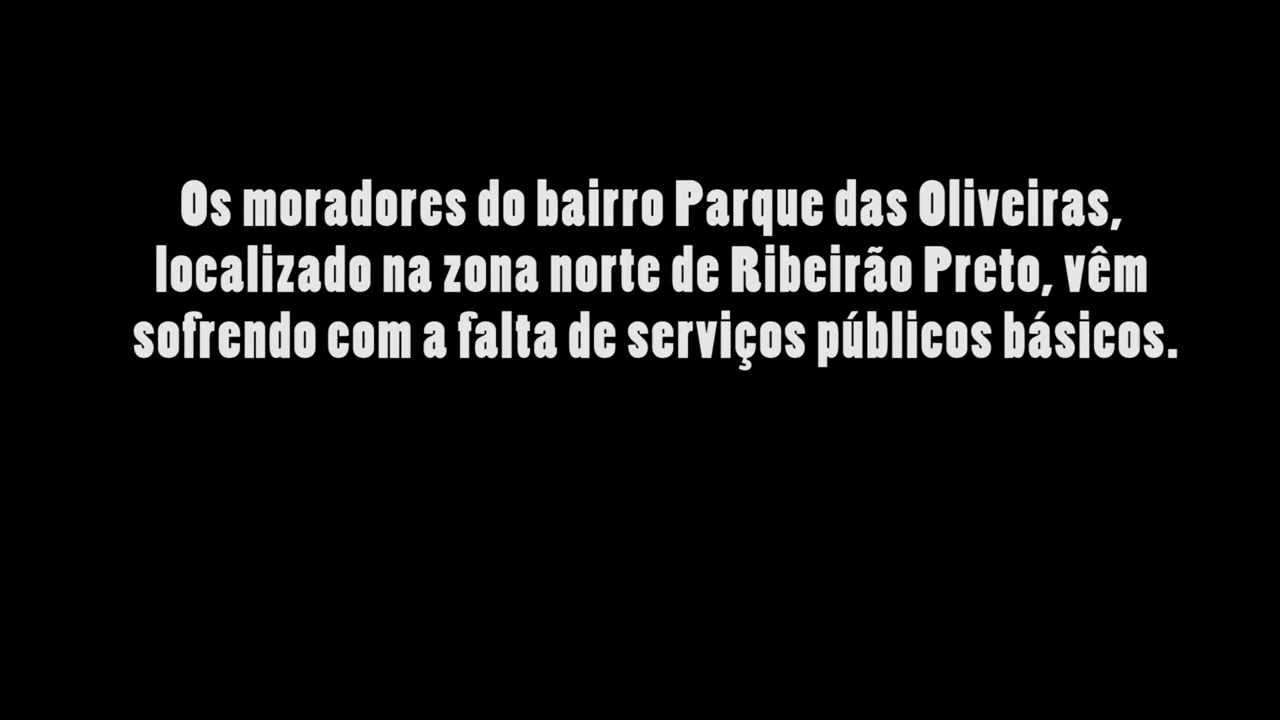 Os moradores do bairro Parque das Oliveiras,
localizado na zona norte de Ribeirão Preto, vêm
sofrendo com a falta de serviços públicos básicos.